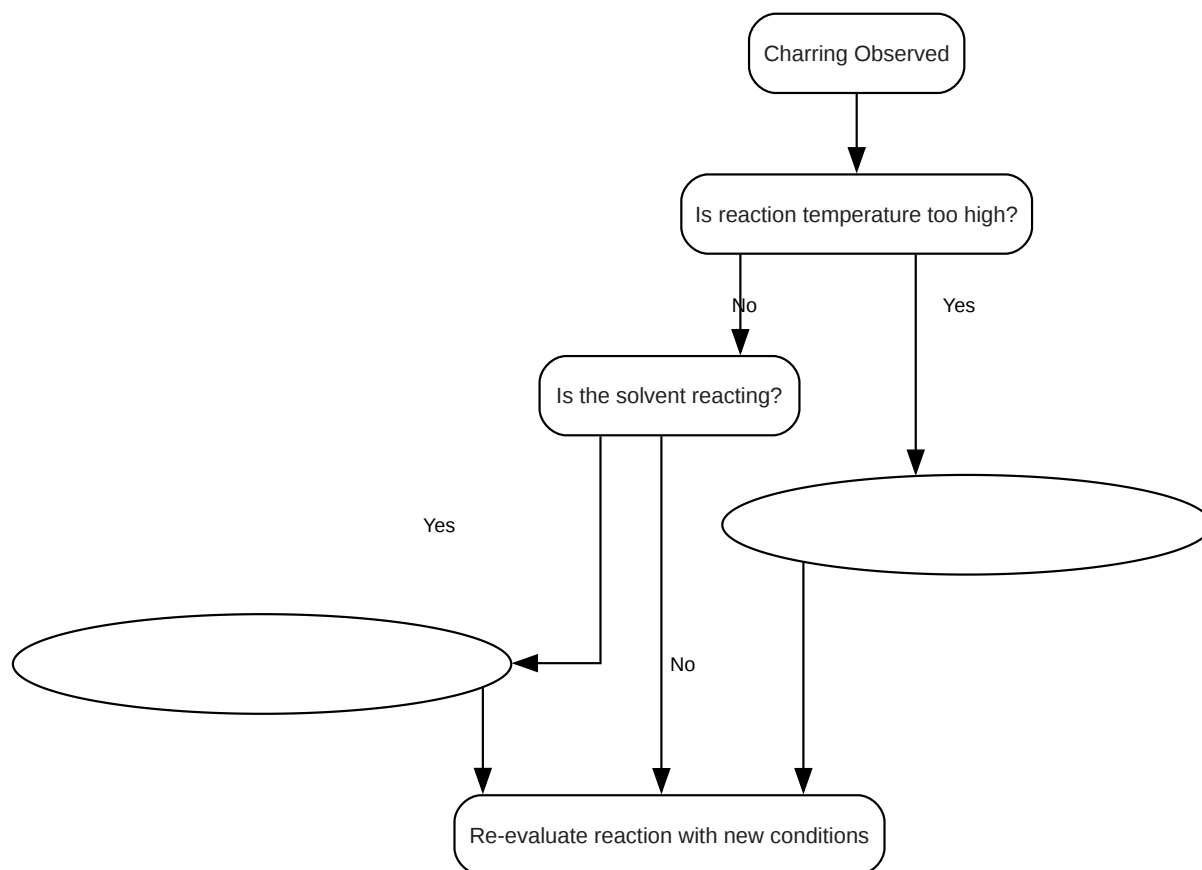 Charring Observed
Is reaction temperature too high?
No
Yes
Is the solvent reacting?
Yes
No
Re-evaluate reaction with new conditions